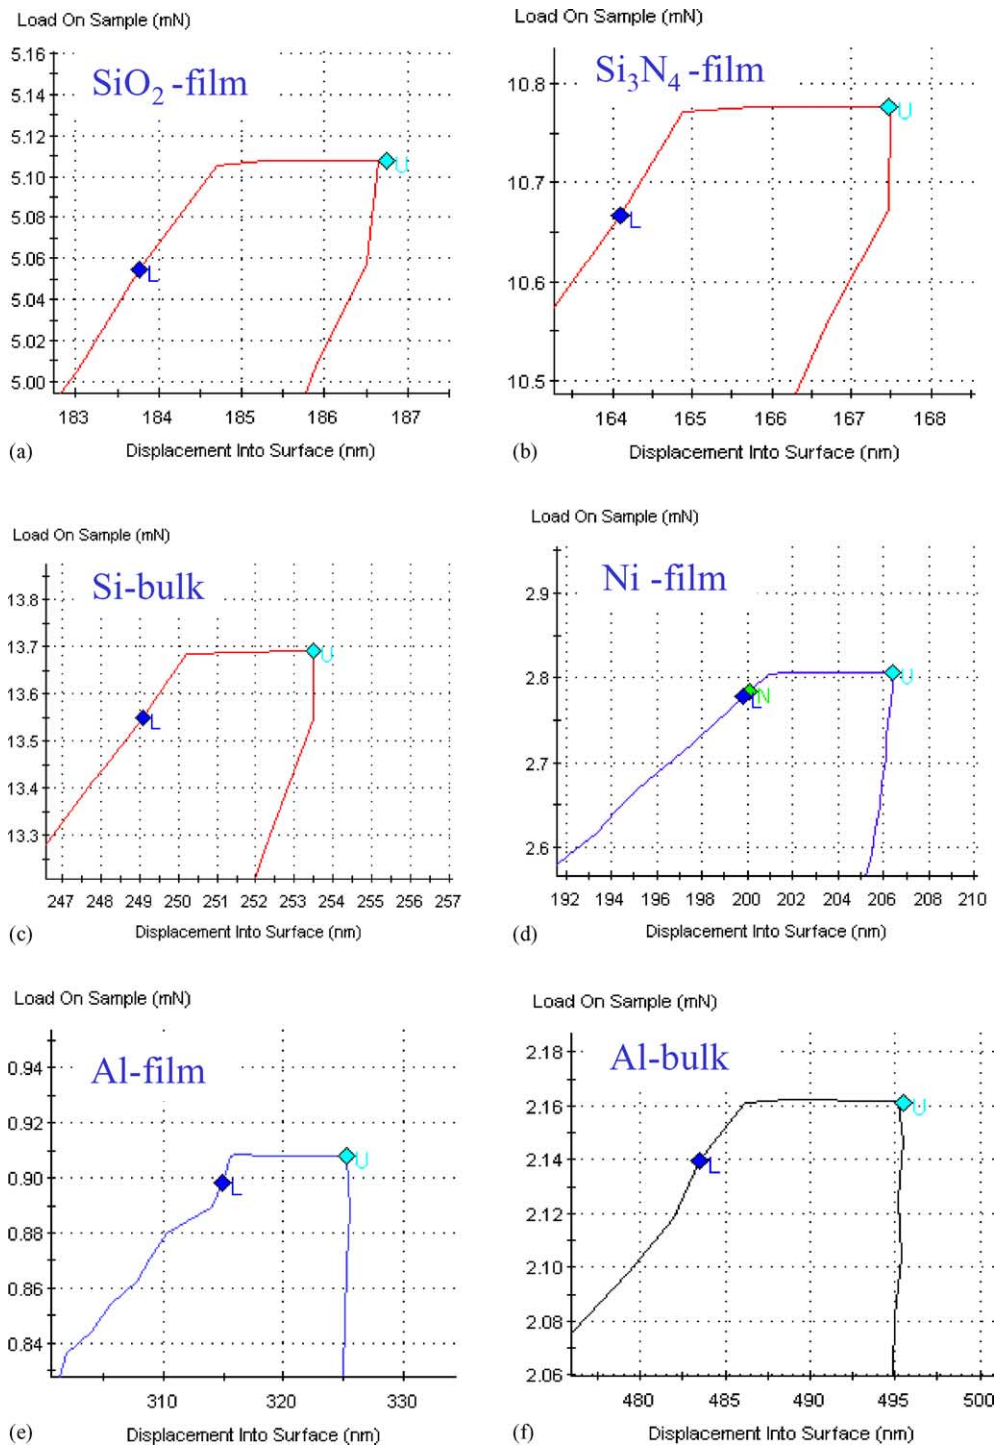 Load On Sample (mN)
SiO2 -film
5.16
5.14
5.12
5.10
5.08
5.06
5.04
5.02
5.00
U
L
183 184 185 186 187
(a) Displacement Into Surface (nm)
Load On Sample (mN)
Si3N4 -film
10.8
10.7
10.6
10.5
U
L
164 165 166 167 168
(b) Displacement Into Surface (nm)
Load On Sample (mN)
Si-bulk
13.8
13.7
13.6
13.5
13.4
13.3
U
L
247 248 249 250 251 252 253 254 255 256 257
(c) Displacement Into Surface (nm)
Load On Sample (mN)
Ni -film
2.9
2.8
2.7
2.6
U
N
L
192 194 196 198 200 202 204 206 208 210
(d) Displacement Into Surface (nm)
Load On Sample (mN)
Al-film
0.94
0.92
0.90
0.88
0.86
0.84
U
L
310 320 330
(e) Displacement Into Surface (nm)
Load On Sample (mN)
Al-bulk
2.18
2.16
2.14
2.12
2.10
2.08
2.06
U
L
480 485 490 495 500
(f) Displacement Into Surface (nm)